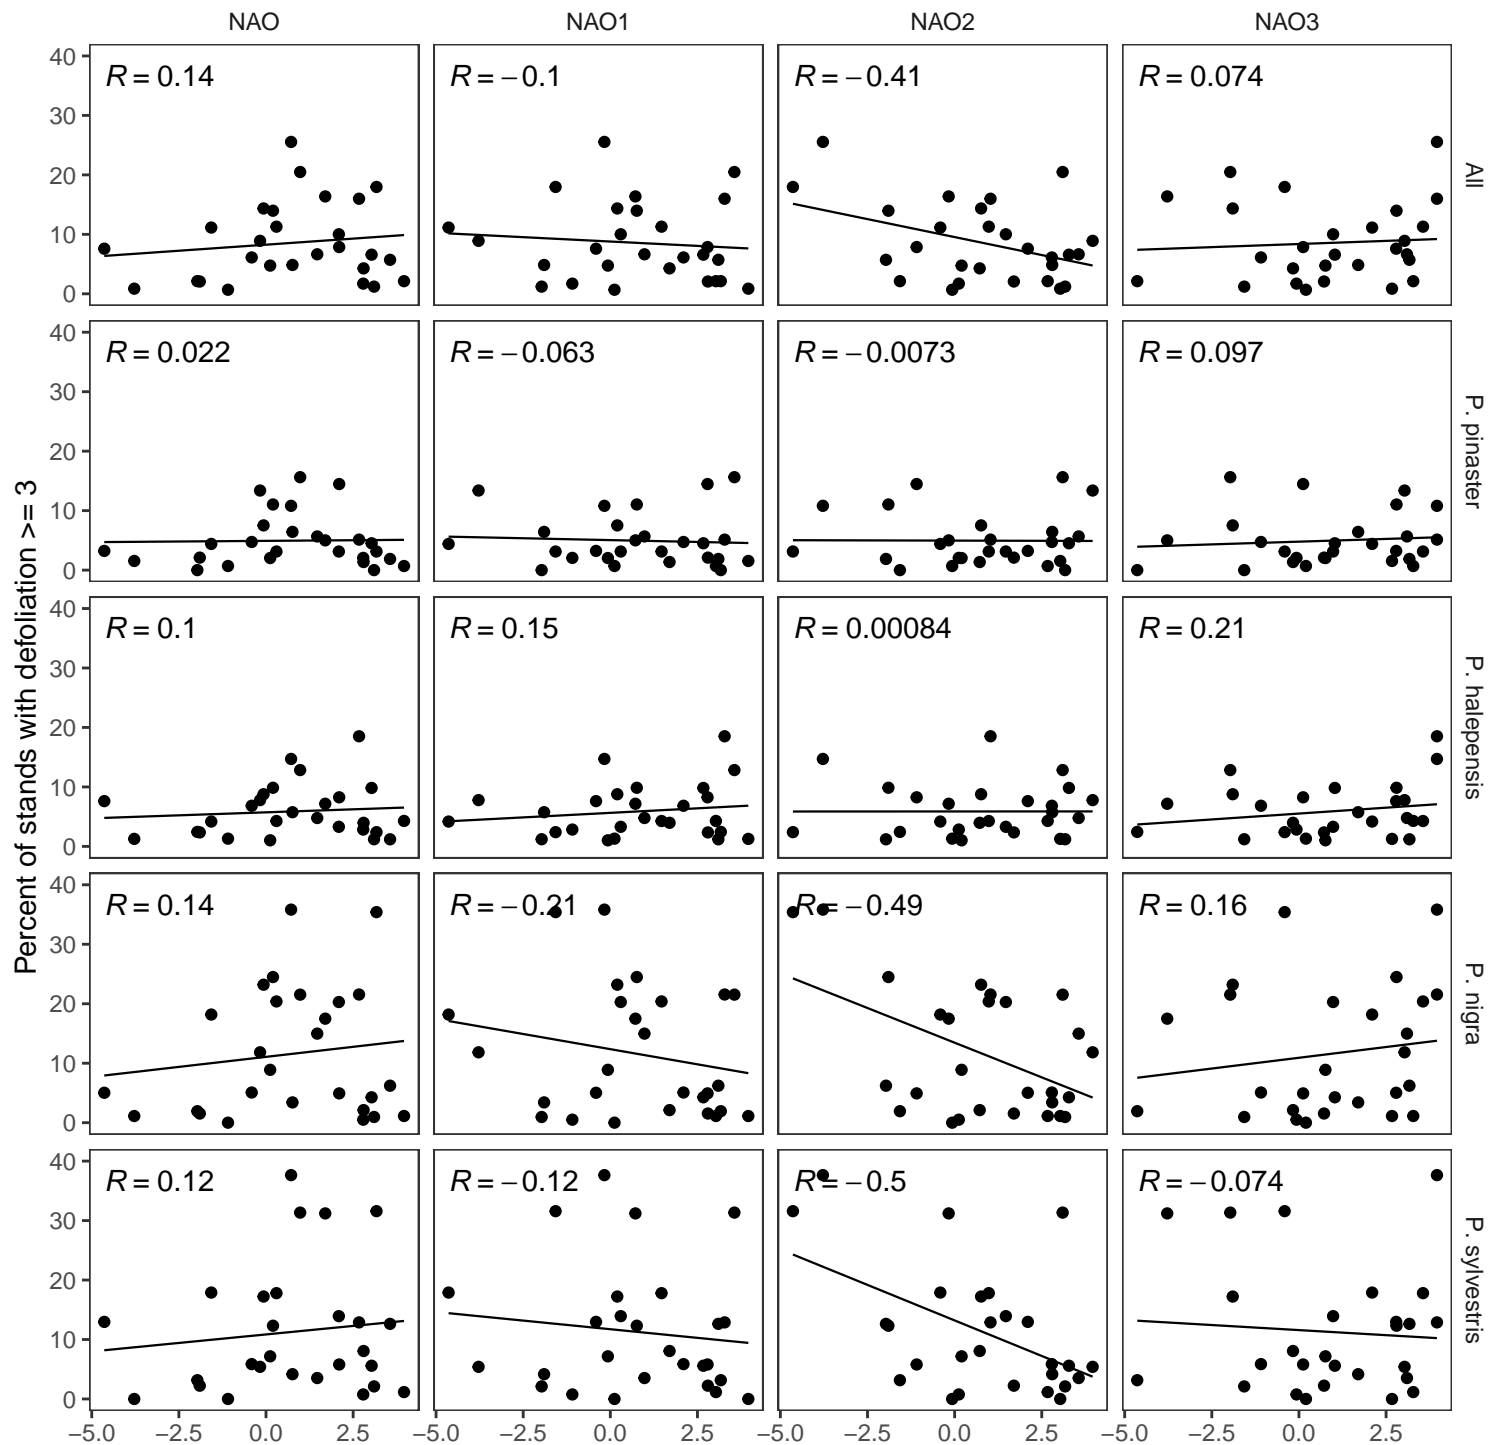 NAO NAO1 NAO2 NAO3
40 R = 0.14 R = −0.1 R = −0.41 R = 0.074
30
20 All
10
0
40 R = 0.022 R = −0.063 R = −0.0073 R = 0.097
30
20 P. pinaster
10
0
40 R = 0.1 R = 0.15 R = 0.00084 R = 0.21
30
20 P. halepensis
10
0
40 R = 0.14 R = −0.21 R = −0.49 R = 0.16
30
20 P. nigra
10
0
40 R = 0.12 R = −0.12 R = −0.5 R = −0.074
30
20 P. sylvestris
10
0
−5.0 −2.5 0.0 2.5 −5.0 −2.5 0.0 2.5 −5.0 −2.5 0.0 2.5 −5.0 −2.5 0.0 2.5
Percent of stands with defoliation >= 3